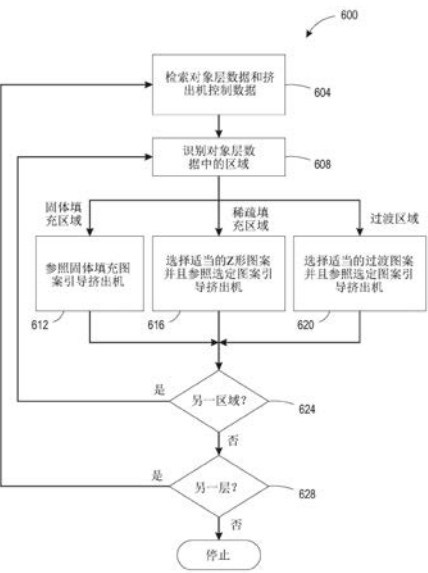 600
检索对象层数据和挤
出机控制数据
604
识别对象层数
据中的区域
608
固体填
充区域
稀疏填
充区域
过渡区域
参照固体填充图
案引导挤出机
612
选择适当的Z形图案
并且参照选定图案引
导挤出机
616
选择适当的过渡图案
并且参照选定图案引
导挤出机
620
另一区域?
624
是
否
另一层?
628
是
否
停止